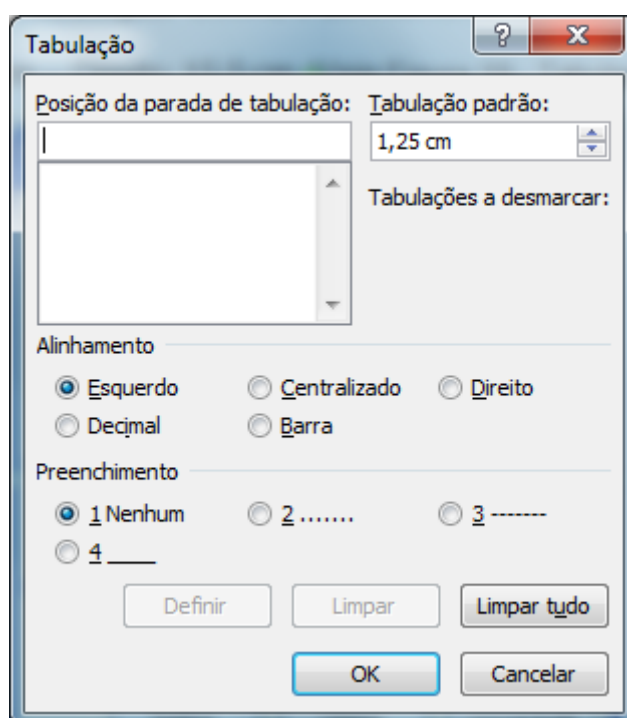 Tabulação
Posição da parada de tabulação: Tabulação padrão:
1,25 cm
Tabulações a desmarcar:
Alinhamento
Esquerdo Centralizado Direito
Decimal Barra
Preenchimento
1 Nenhum 2 ....... 3 -------
4 ____
Definir Limpar Limpar tudo
OK Cancelar